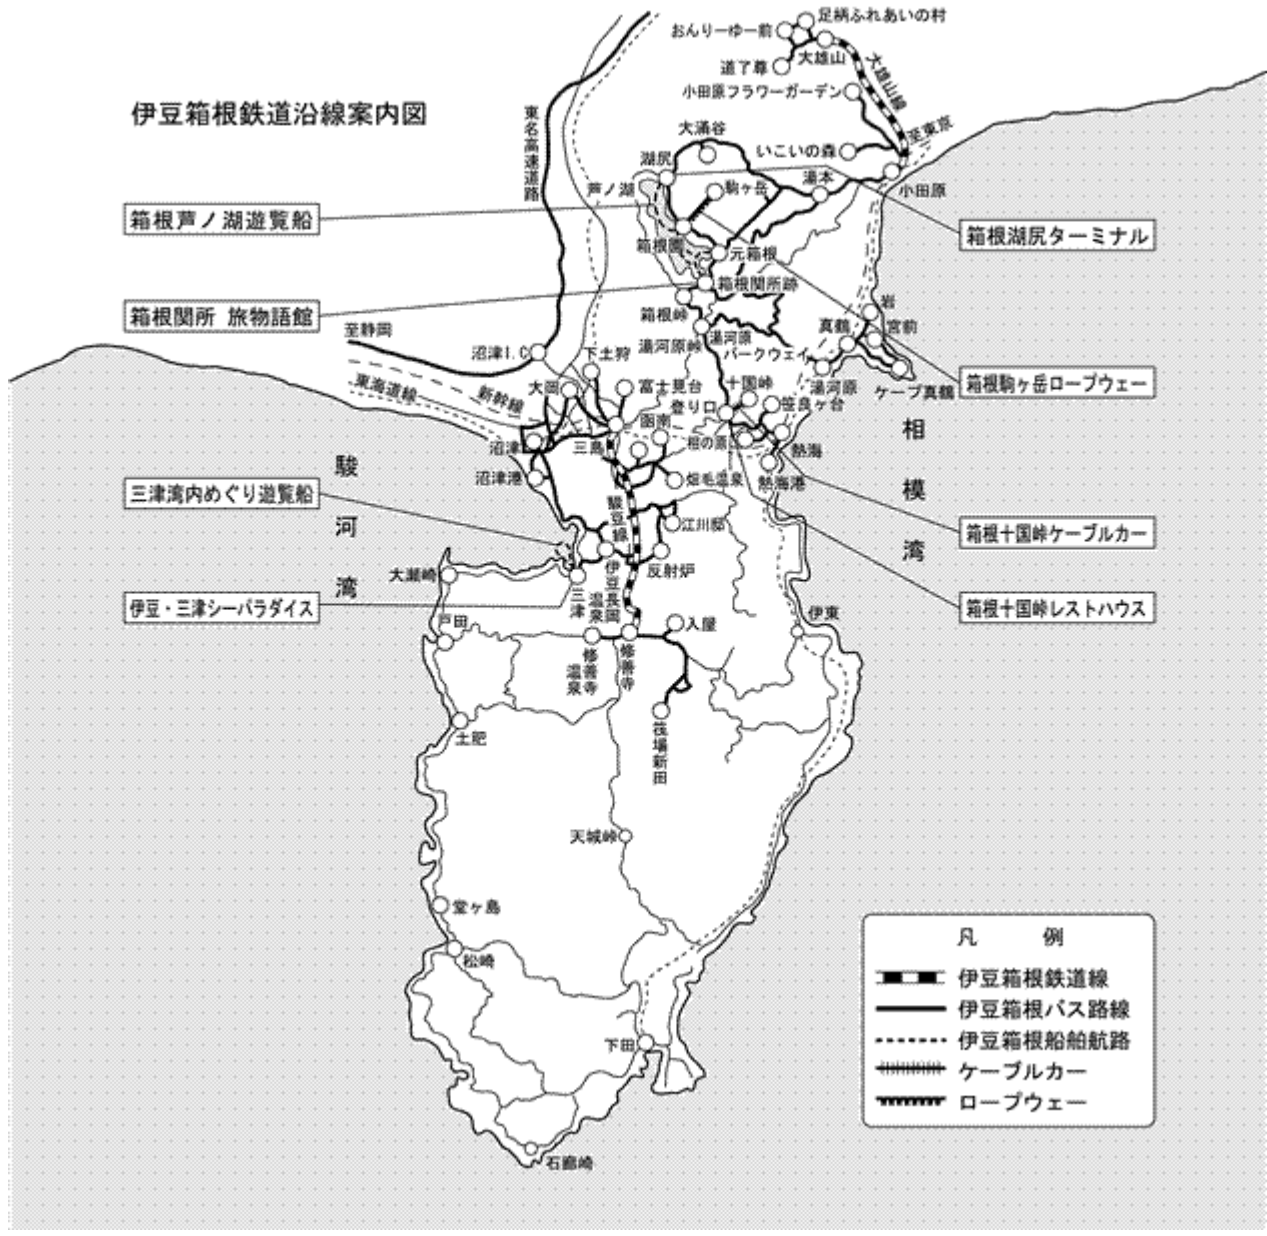 伊豆箱根鉄道沿線案内図
足柄ふれあいの村
おんりーゆー前
大雄山
道了尊
大雄山線
小田原フラワーガーデン
至東京
東名高速道路
大涌谷
いこいの森
湖尻
芦ノ湖
駒ヶ岳
湯本
小田原
箱根芦ノ湖遊覧船
箱根湖尻ターミナル
箱根園
元箱根
箱根関所跡
箱根関所 旅物語館
箱根峠
岩
至静岡
真鶴
宮前
湯河原峠
湯河原
パークウェイ
沼津I.C
下土狩
湯河原
ケープ真鶴
箱根駒ヶ岳ロープウェー
東海道線
新幹線
大岡
富士見台
十国峠
登り口
笹良ヶ台
相
模
湾
函南
相の原
熱海
沼津
三島
沼津港
畑毛温泉
熱海港
駿
河
湾
三津湾内めぐり遊覧船
駿豆線
江川邸
箱根十国峠ケーブルカー
大瀬崎
三津
伊豆長岡
温泉
反射炉
伊豆・三津シーパラダイス
箱根十国峠レストハウス
戸田
入屋
伊東
修善寺
温泉
修善寺
土肥
筏場新田
天城峠
堂ヶ島
松崎
下田
石廊崎
凡 例
伊豆箱根鉄道線
伊豆箱根バス路線
伊豆箱根船舶航路
ケーブルカー
ロープウェー